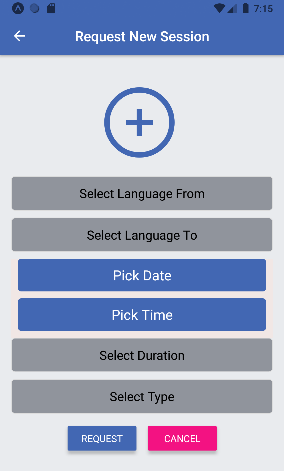 7:15
Request New Session
Select Language From
Select Language To
Pick Date
Pick Time
Select Duration
Select Type
REQUEST
CANCEL